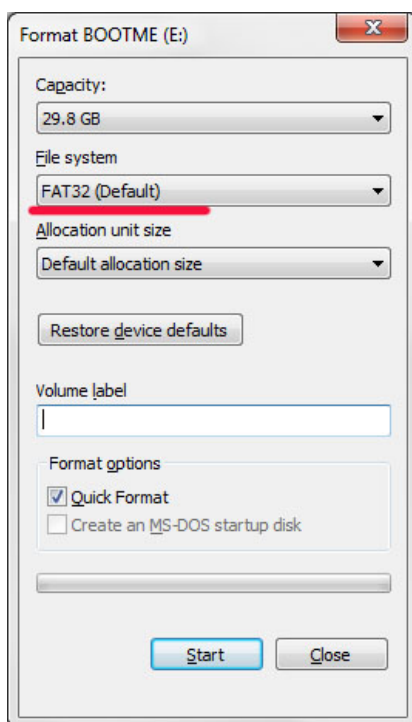 Format BOOTME (E:)
Capacity:
29.8 GB
File system
FAT32 (Default)
Allocation unit size
Default allocation size
Restore device defaults
Volume label
Format options
Quick Format
Create an MS-DOS startup disk
Start
Close